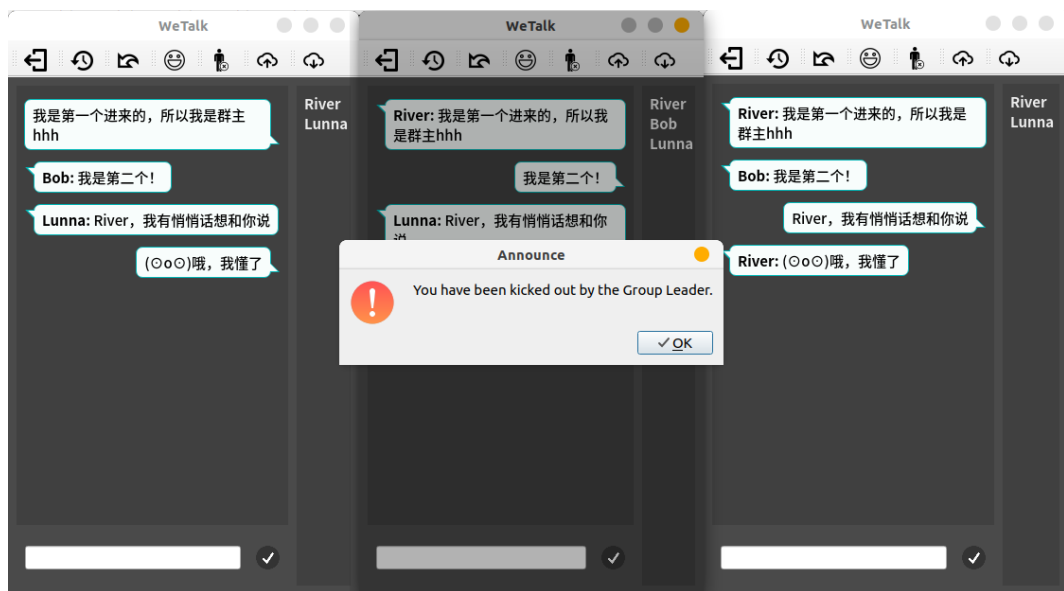 WeTalk
我是第一个进来的，所以我是群主
hhh
Bob: 我是第二个！
Lunna: River，我有悄悄话想和你说
(⊙o⊙)哦，我懂了
River
Lunna
WeTalk
River: 我是第一个进来的，所以我
是群主hhh
我是第二个！
Lunna: River，我有悄悄话想和你
说
River
Bob
Lunna
Announce
You have been kicked out by the Group Leader.
OK
WeTalk
River: 我是第一个进来的，所以我是
群主hhh
Bob: 我是第二个！
River，我有悄悄话想和你说
River: (⊙o⊙)哦，我懂了
River
Lunna